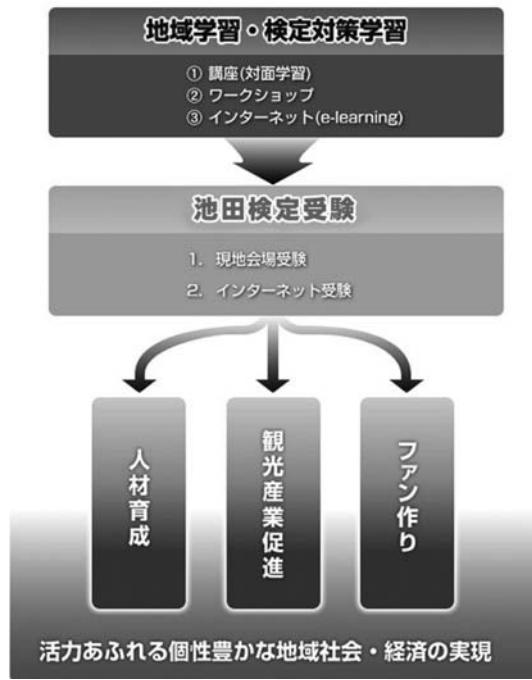 地域学習・検定対策学習
① 講座(対面学習)
② ワークショップ
③ インターネット(e-learning)
池田検定受験
1. 現地会場受験
2. インターネット受験
人材育成
観光産業促進
ファン作り
活力あふれる個性豊かな地域社会・経済の実現